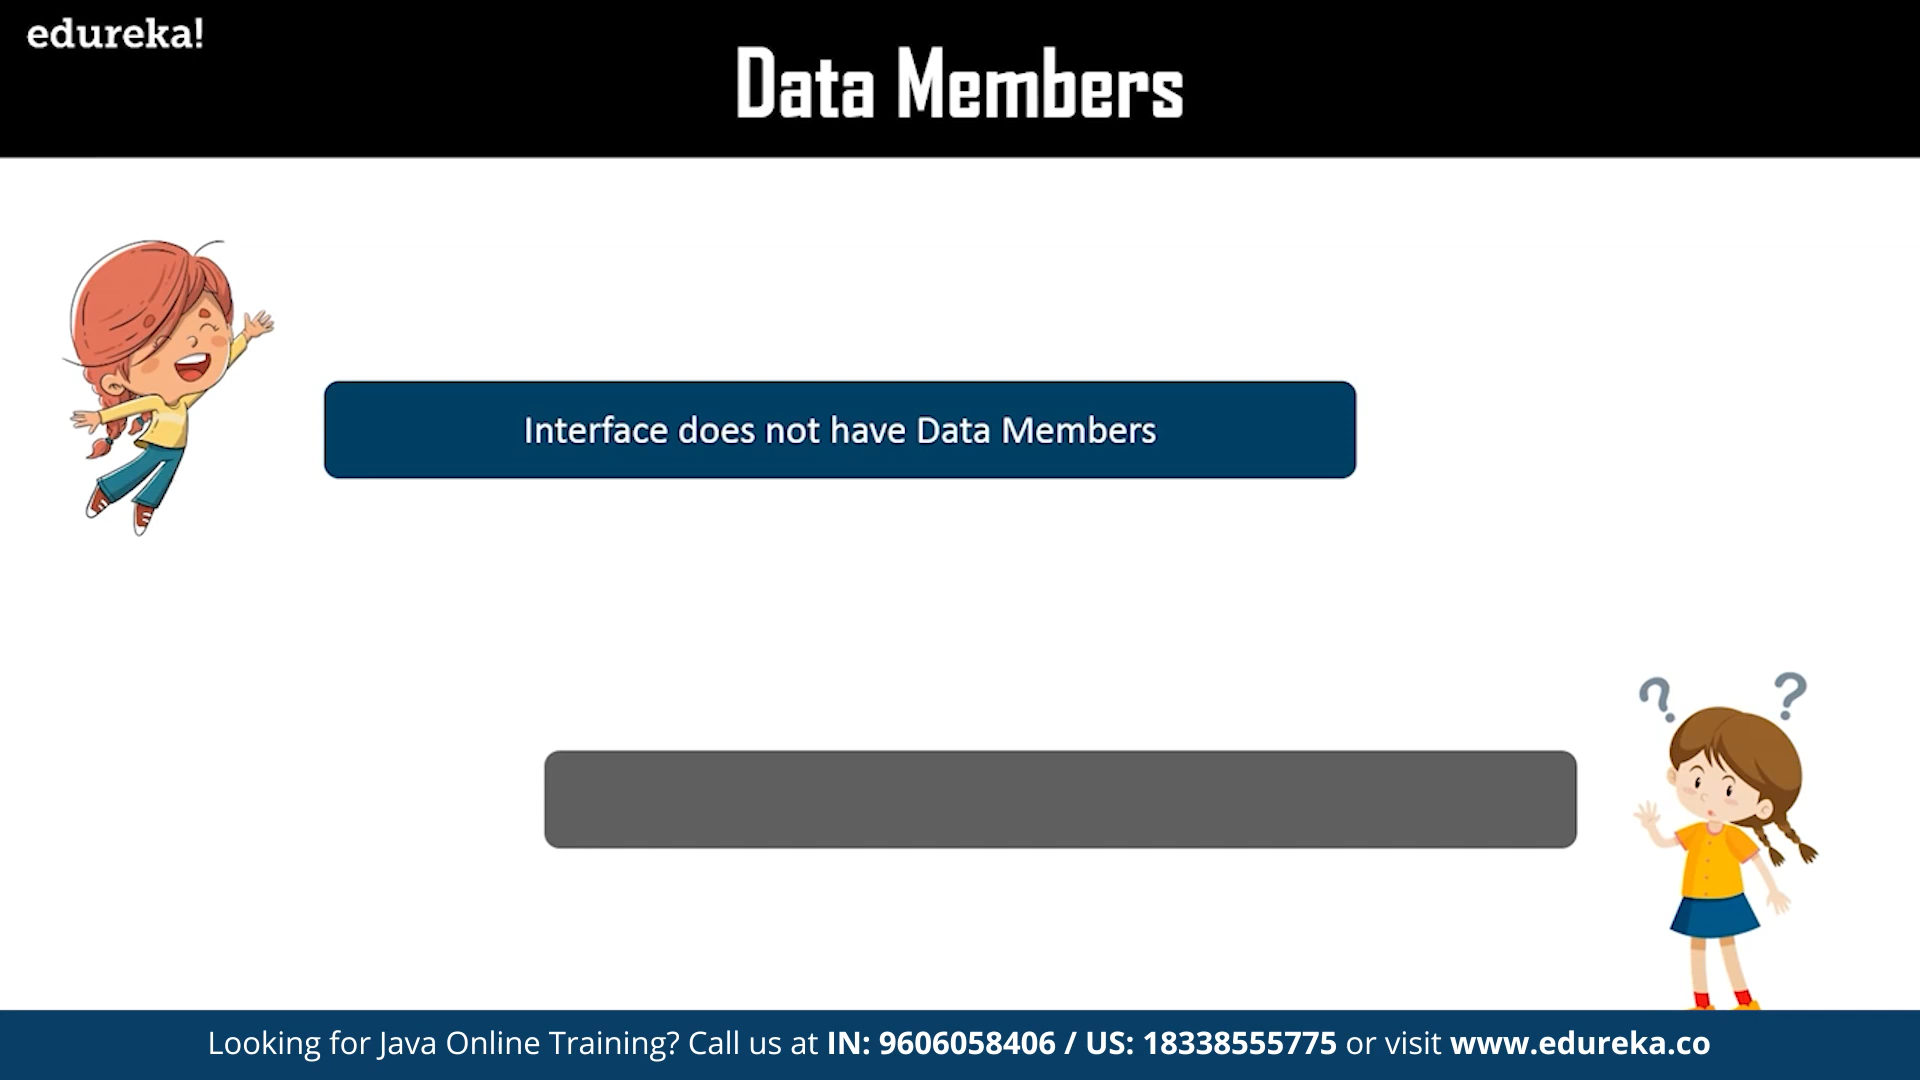 edureka!
Data Members
Interface does not have Data Members
? ?
Looking for Java Online Training? Call us at IN: 9606058406 / US: 18338555775 or visit www.edureka.co